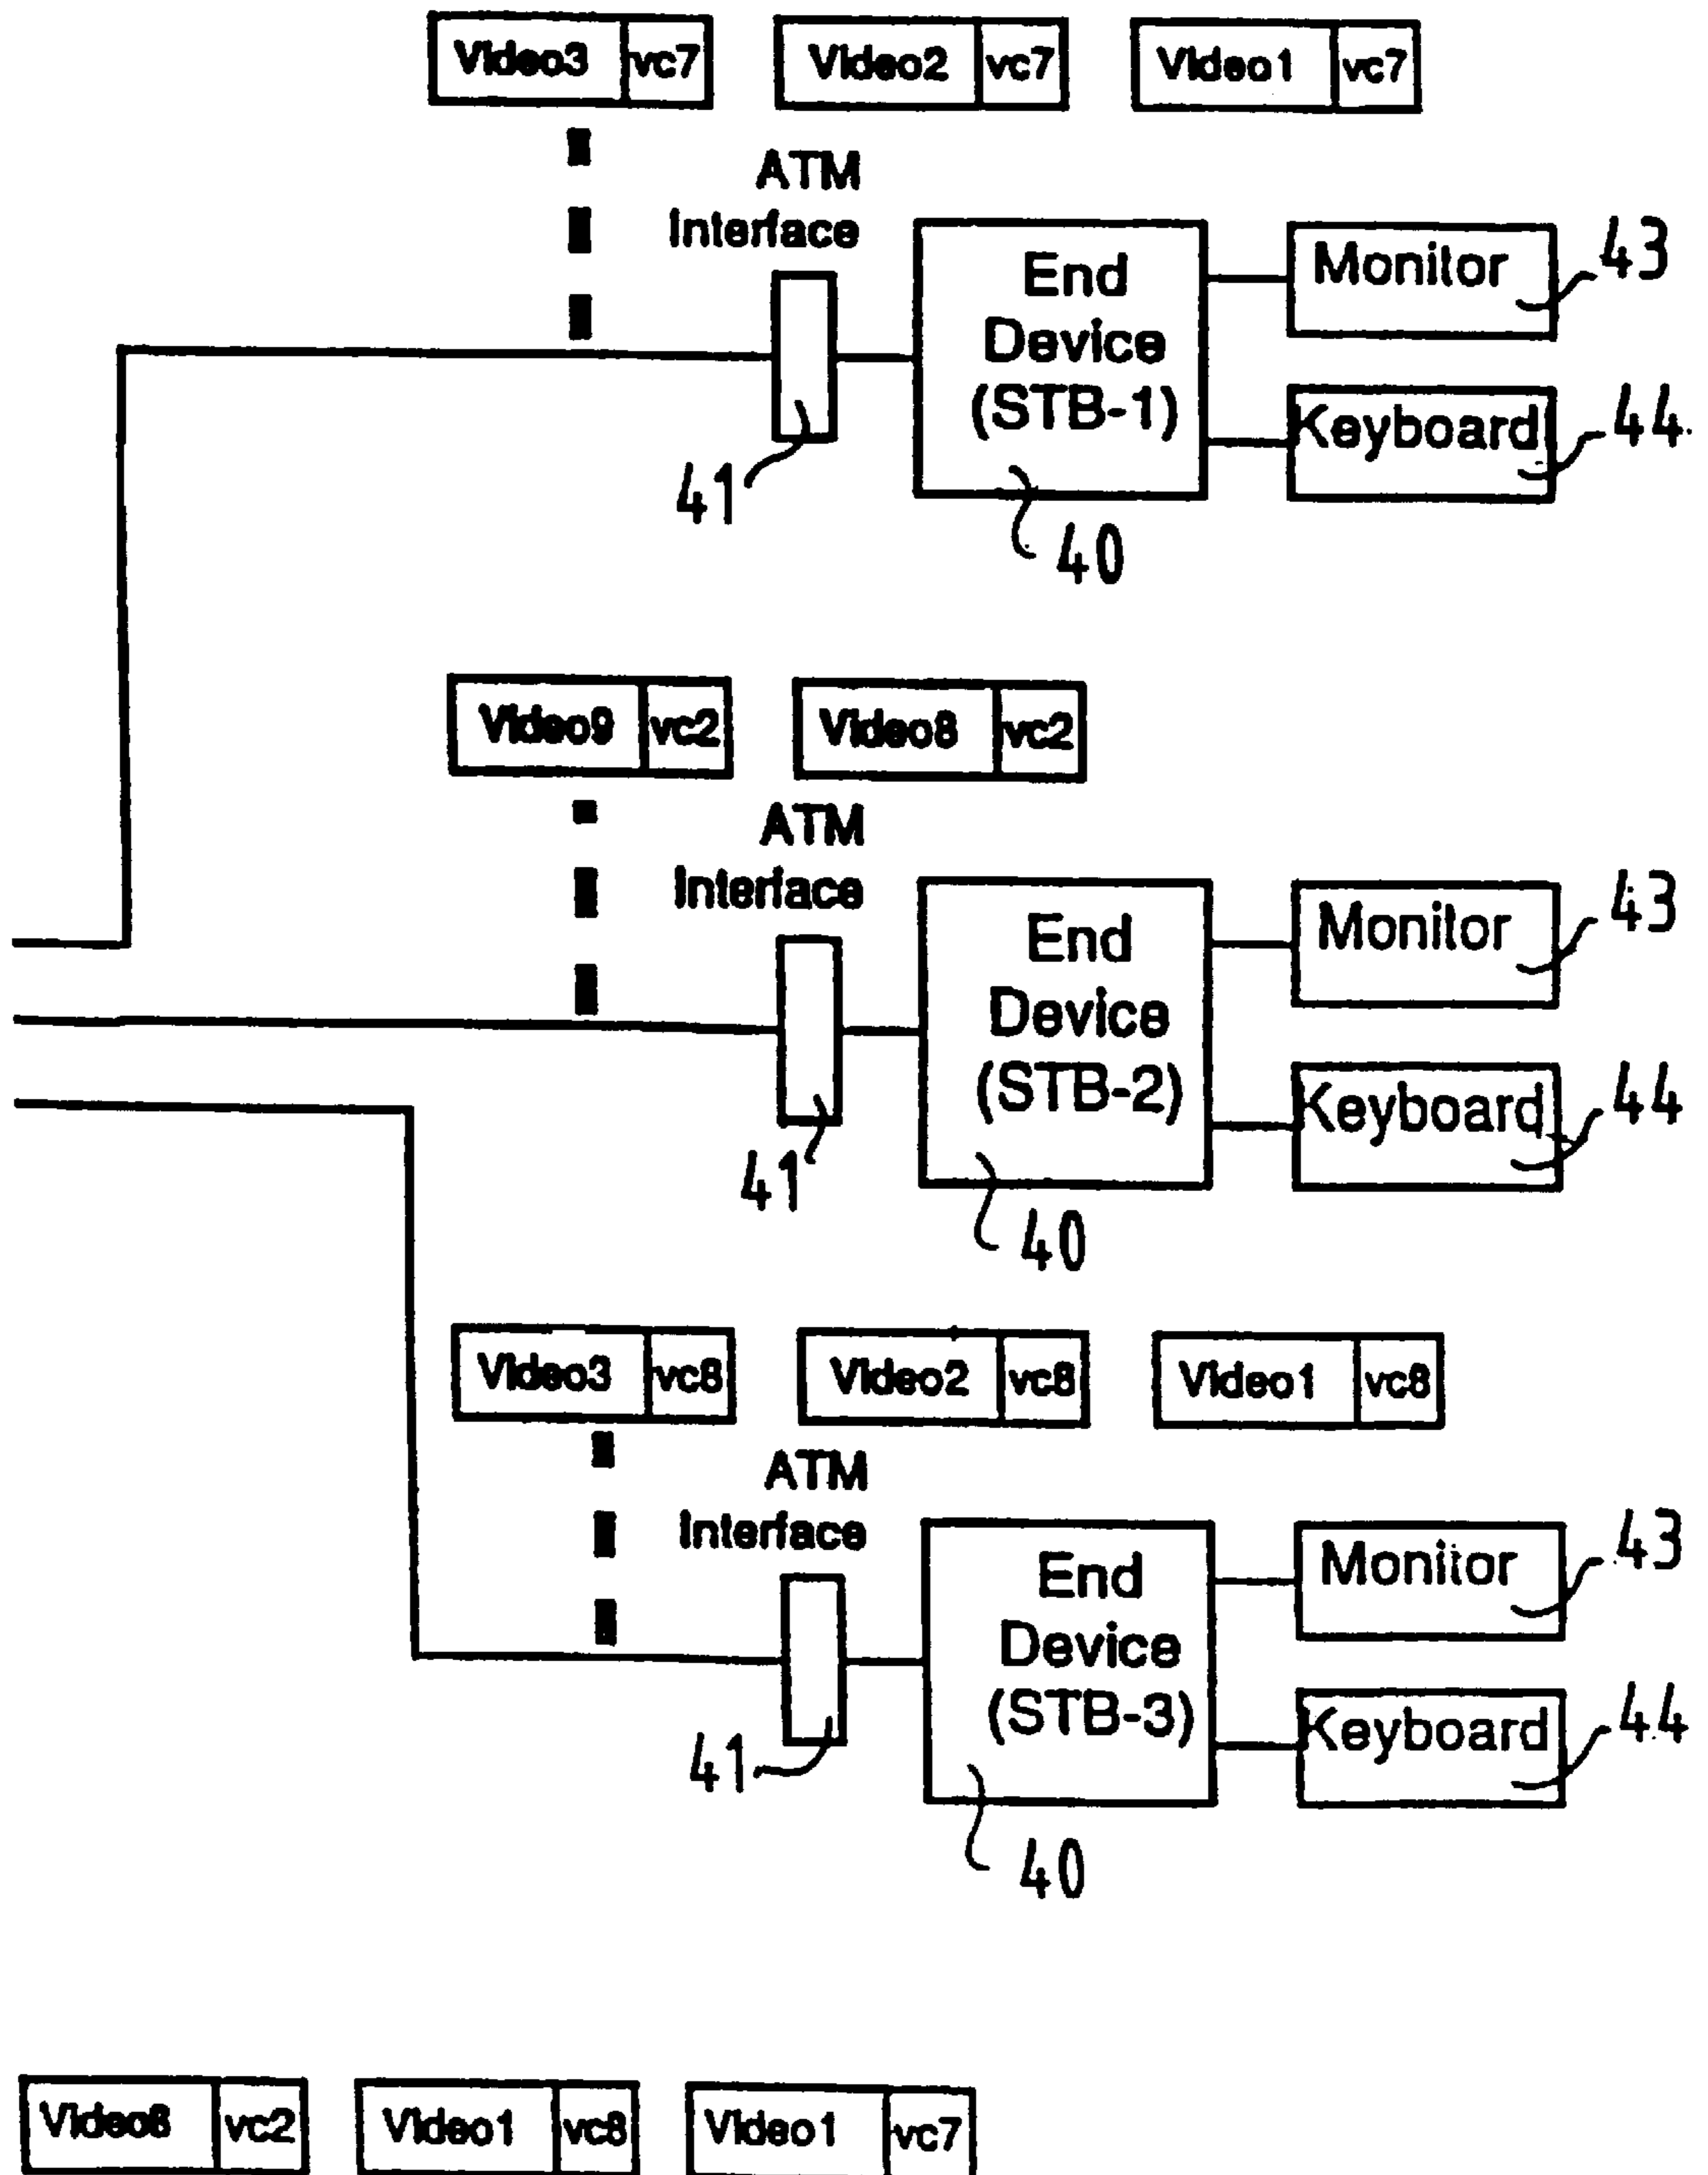 Video3 vc7 Video2 vc7 Video1 vc7
ATM
Interface
End
Device
(STB-1)
Monitor
43
Keyboard
44
41
40
Video9 vc2 Video8 vc2
ATM
Interface
End
Device
(STB-2)
Monitor
43
Keyboard
44
41
40
Video3 vc8 Video2 vc8 Video1 vc8
ATM
Interface
End
Device
(STB-3)
Monitor
43
Keyboard
44
41
40
Video8 vc2 Video1 vc8 Video1 vc7